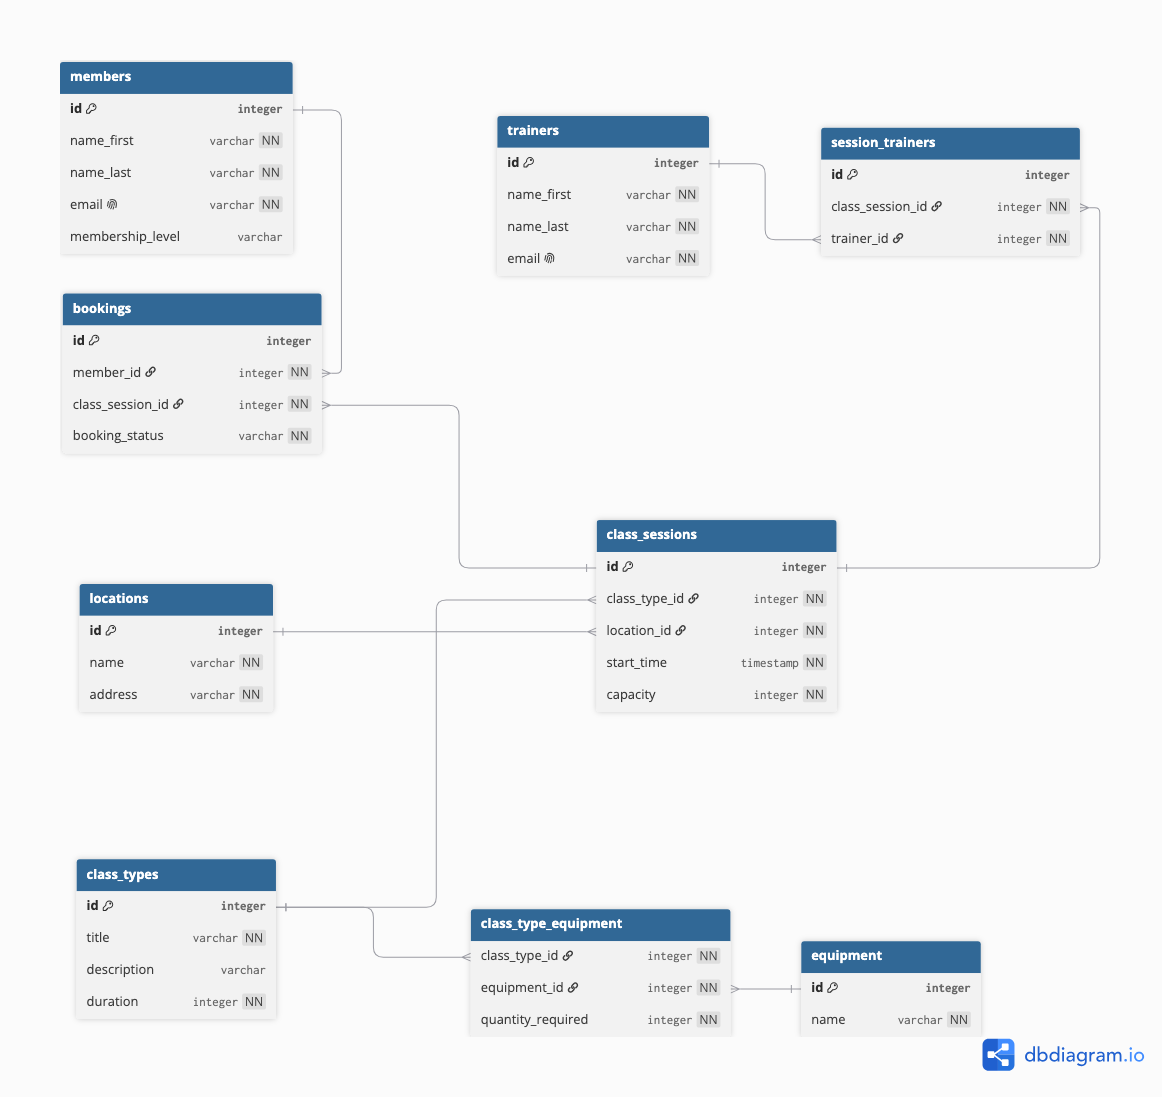 members
id integer
name_first varchar NN
name_last varchar NN
email varchar NN
membership_level varchar
bookings
id integer
member_id integer NN
class_session_id integer NN
booking_status varchar NN
trainers
id integer
name_first varchar NN
name_last varchar NN
email varchar NN
session_trainers
id integer
class_session_id integer NN
trainer_id integer NN
class_sessions
id integer
class_type_id integer NN
location_id integer NN
start_time timestamp NN
capacity integer NN
locations
id integer
name varchar NN
address varchar NN
class_types
id integer
title varchar NN
description varchar
duration integer NN
class_type_equipment
class_type_id integer NN
equipment_id integer NN
quantity_required integer NN
equipment
id integer
name varchar NN
dbdiagram.io